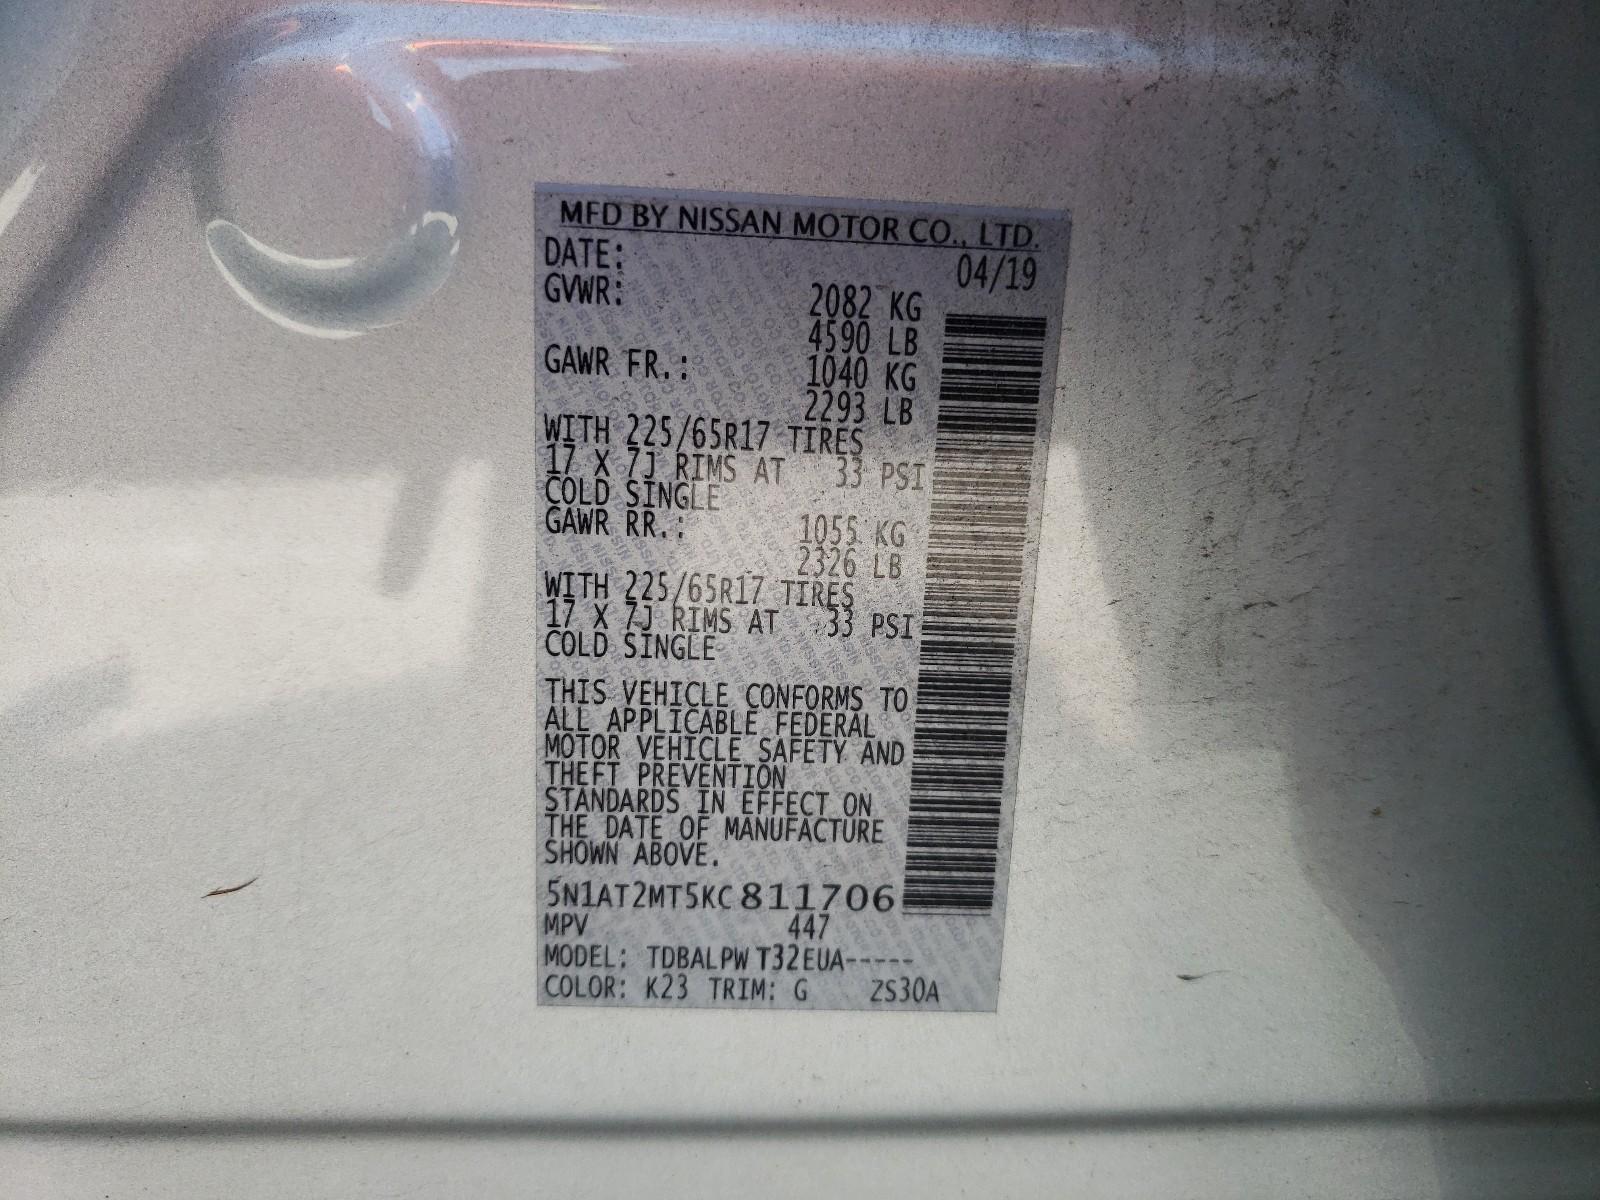 MFD BY NISSAN MOTOR CO., LTD.
DATE: 04/19
GVWR: 2082 KG
4590 LB
GAWR FR.: 1040 KG
2293 LB
WITH 225/65R17 TIRES
17 X 7J RIMS AT 33 PSI
COLD SINGLE
GAWR RR.: 1055 KG
2326 LB
WITH 225/65R17 TIRES
17 X 7J RIMS AT 33 PSI
COLD SINGLE
THIS VEHICLE CONFORMS TO
ALL APPLICABLE FEDERAL
MOTOR VEHICLE SAFETY AND
THEFT PREVENTION
STANDARDS IN EFFECT ON
THE DATE OF MANUFACTURE
SHOWN ABOVE.
5N1AT2MT5KC811706
MPV 447
MODEL: TDBALPWT32EUA-----
COLOR: K23 TRIM: G ZS30A